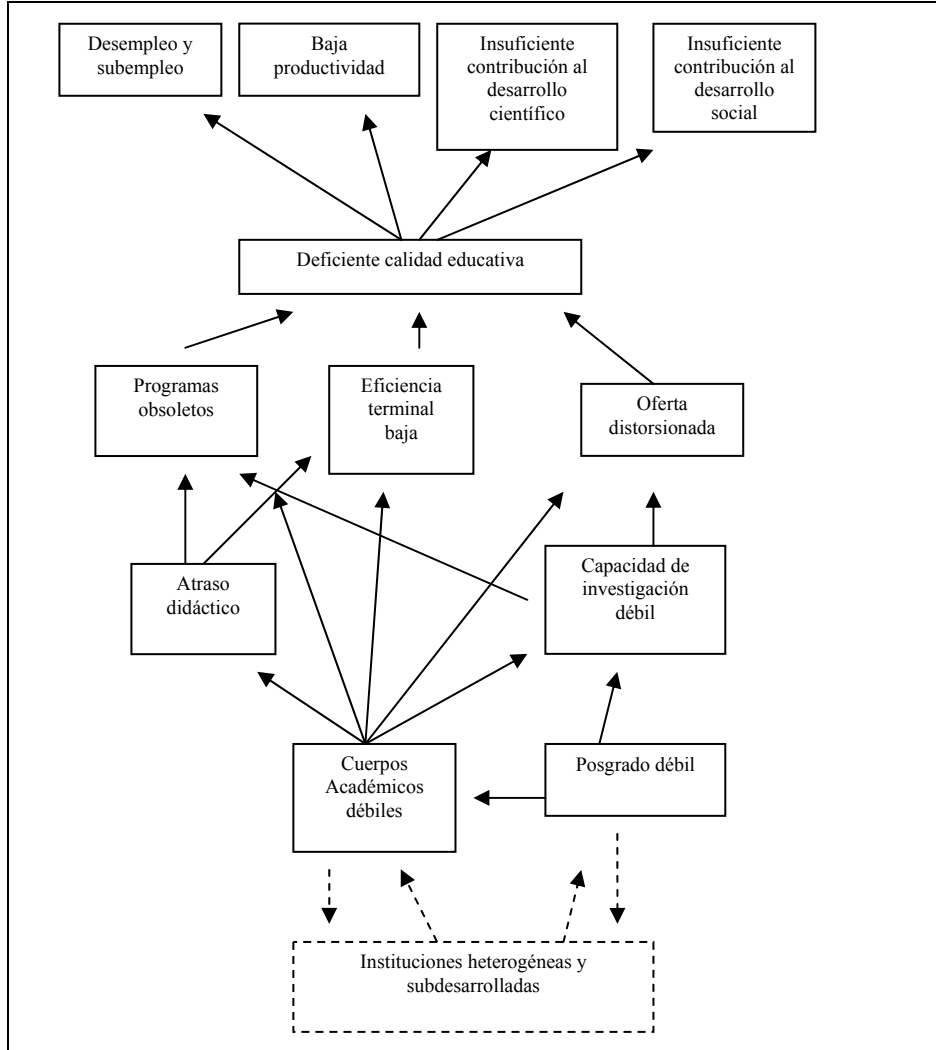 Desempleo y
subempleo
Baja
productividad
Insuficiente
contribución al
desarrollo
científico
Insuficiente
contribución al
desarrollo
social
Deficiente calidad educativa
Programas
obsoletos
Eficiencia
terminal
baja
Oferta
distorsionada
Atraso
didáctico
Capacidad de
investigación
débil
Cuerpos
Académicos
débiles
Posgrado débil
Instituciones heterogéneas y
subdesarrolladas